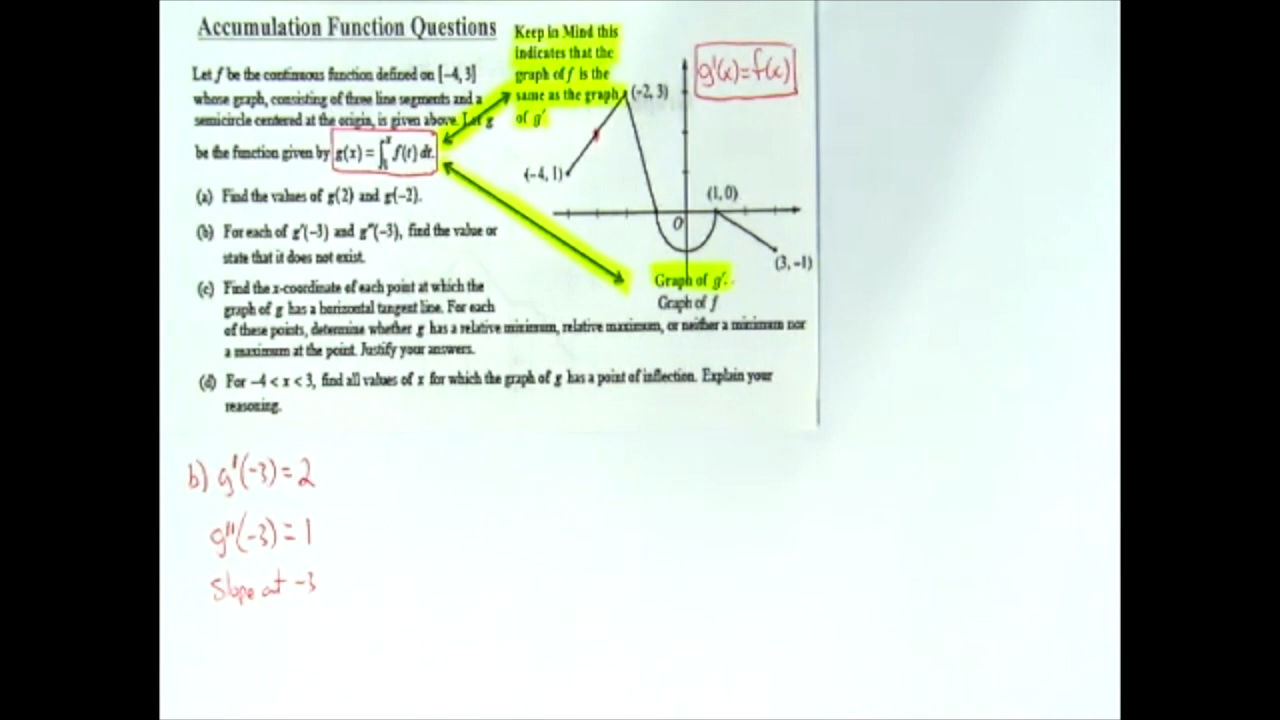 Accumulation Function Questions
Keep in Mind this
indicates that the
graph of f is the
same as the graph
of g'
g'(x)=f(x)
Let f be the continuous function defined on [-4, 3]
whose graph, consisting of three line segments and a
semicircle centered at the origin, is given above. Let g
be the function given by g(x) = ∫₁ˣ f(t) dt.
(a) Find the values of g(2) and g(-2).
(b) For each of g'(-3) and g"(-3), find the value or
state that it does not exist.
(c) Find the x-coordinate of each point at which the
graph of g has a horizontal tangent line. For each
of these points, determine whether g has a relative minimum, relative maximum, or neither a minimum nor
a maximum at the point. Justify your answers.
(d) For -4 < x < 3, find all values of x for which the graph of g has a point of inflection. Explain your
reasoning.
(-2, 3)
(-4, 1)
(1, 0)
O
(3, -1)
Graph of g'.
Graph of f
b) g'(-3) = 2
g"(-3) = 1
Slope at -3